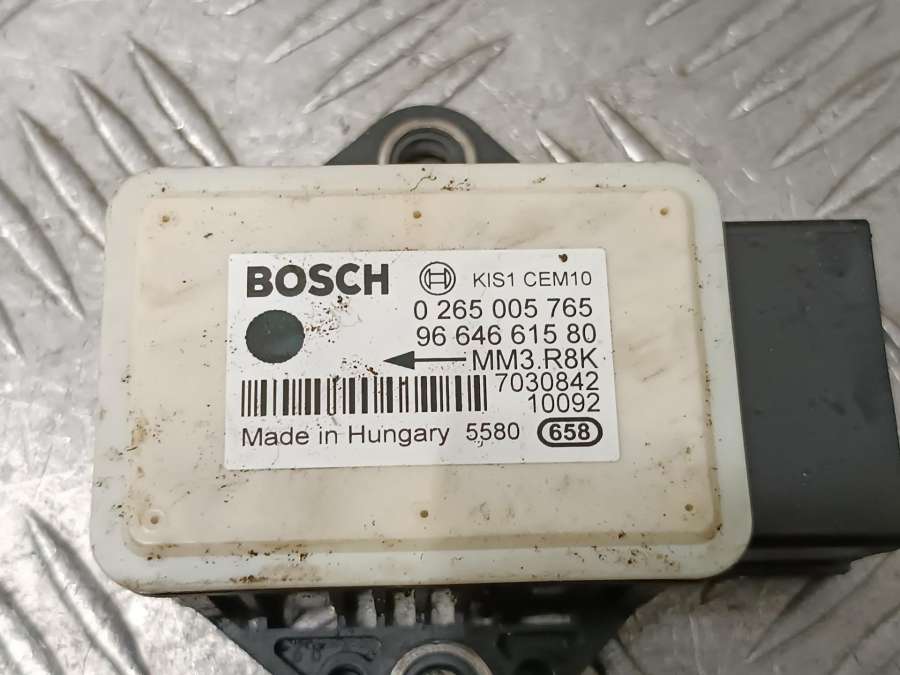 BOSCH KIS1 CEM10
0 265 005 765
96 646 615 80
MM3.R8K
7030842
10092
Made in Hungary 5580 658